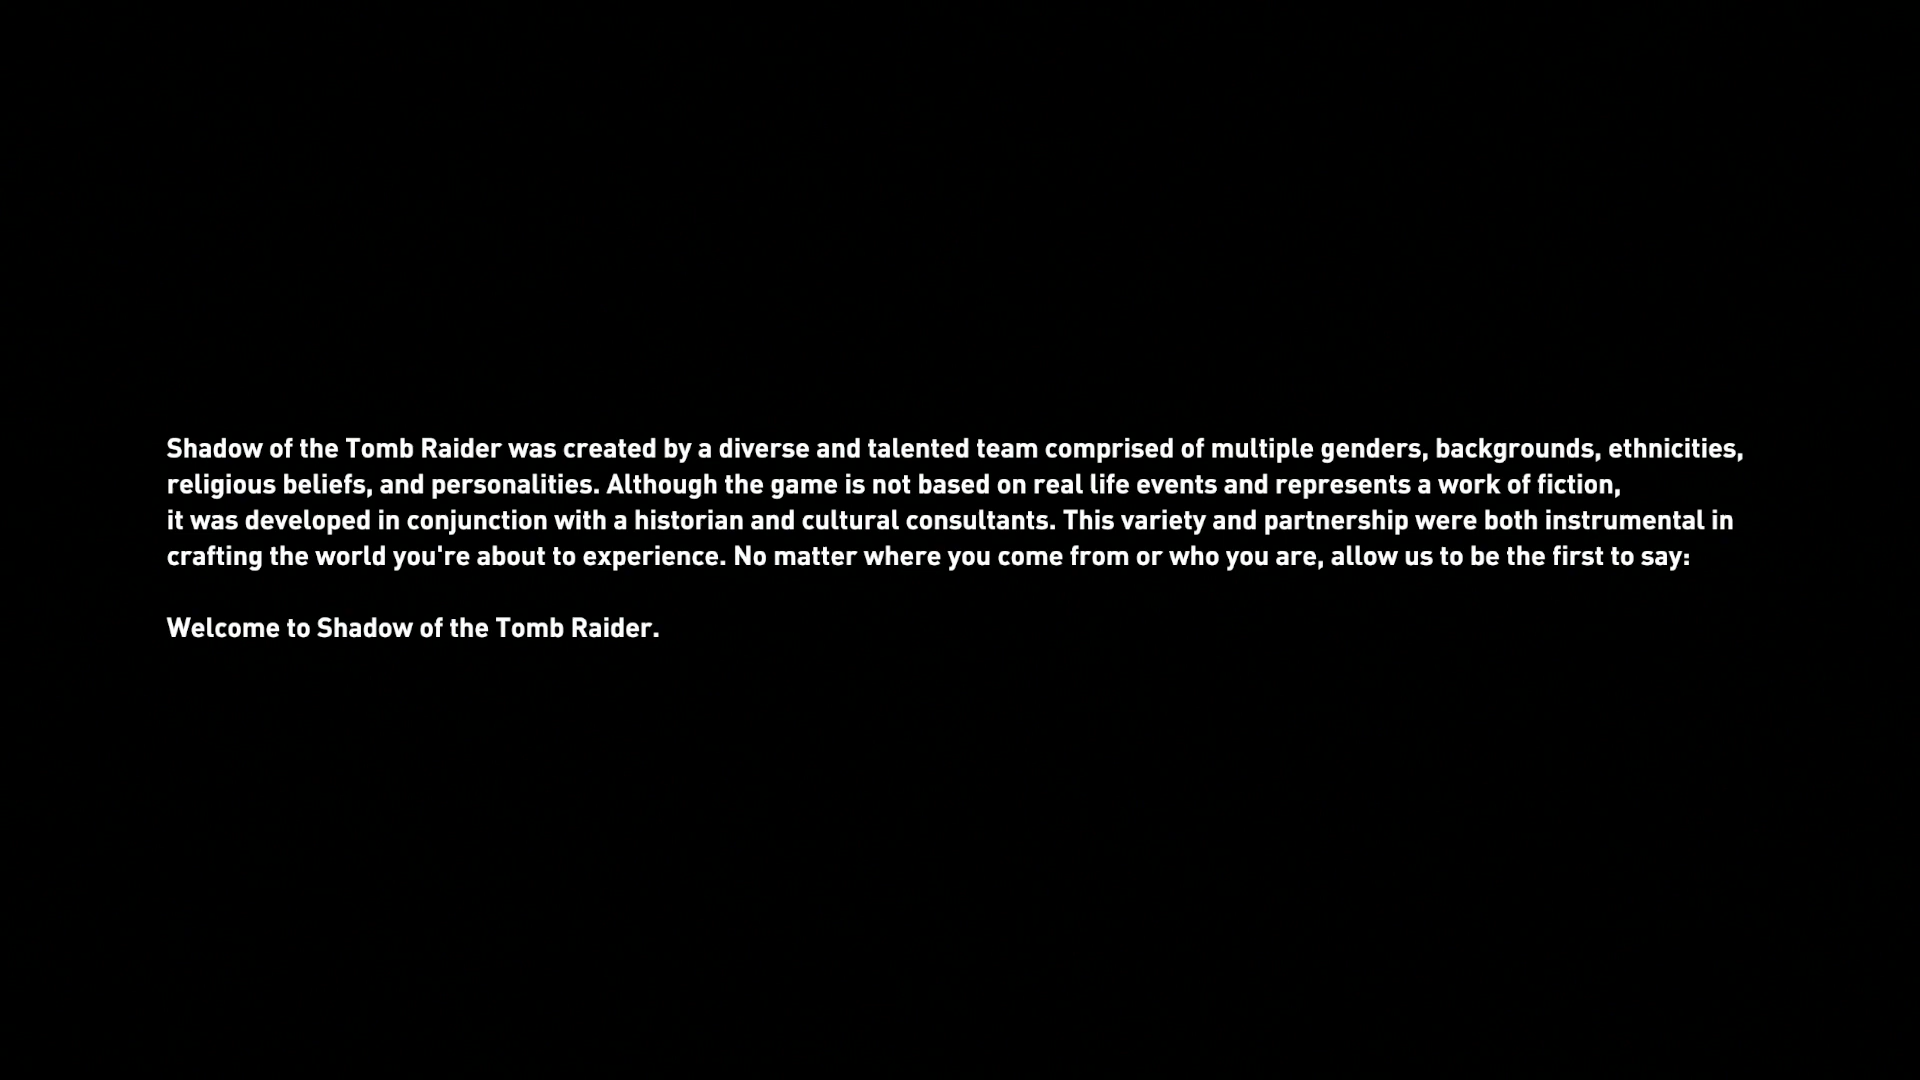 Shadow of the Tomb Raider was created by a diverse and talented team comprised of multiple genders, backgrounds, ethnicities,
religious beliefs, and personalities. Although the game is not based on real life events and represents a work of fiction,
it was developed in conjunction with a historian and cultural consultants. This variety and partnership were both instrumental in
crafting the world you're about to experience. No matter where you come from or who you are, allow us to be the first to say:
Welcome to Shadow of the Tomb Raider.